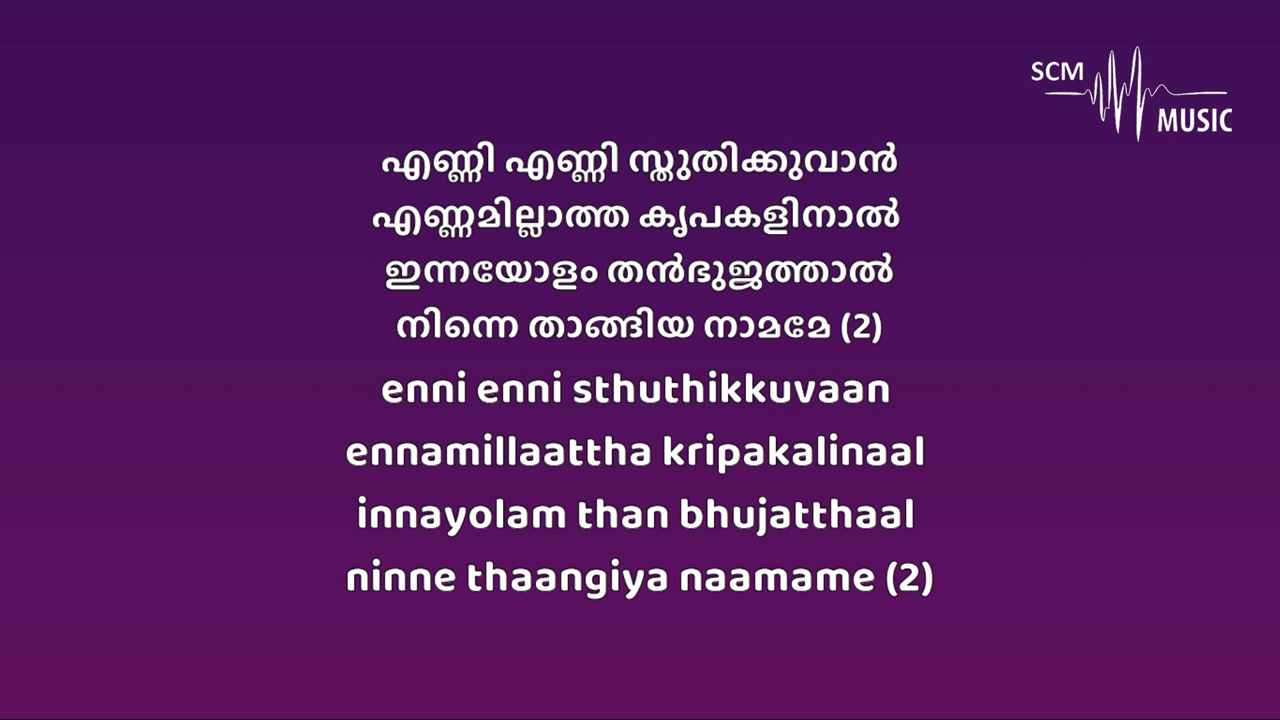 SCM
MUSIC
എണ്ണി എണ്ണി സ്തുതിക്കുവാൻ
എണ്ണമില്ലാത്ത കൃപകളിനാൽ
ഇന്നയോളം തൻഭുജത്താൽ
നിന്നെ താങ്ങിയ നാമമേ (2)
enni enni sthuthikkuvaan
ennamillaattha kripakalinaal
innayolam than bhujatthaal
ninne thaangiya naamame (2)